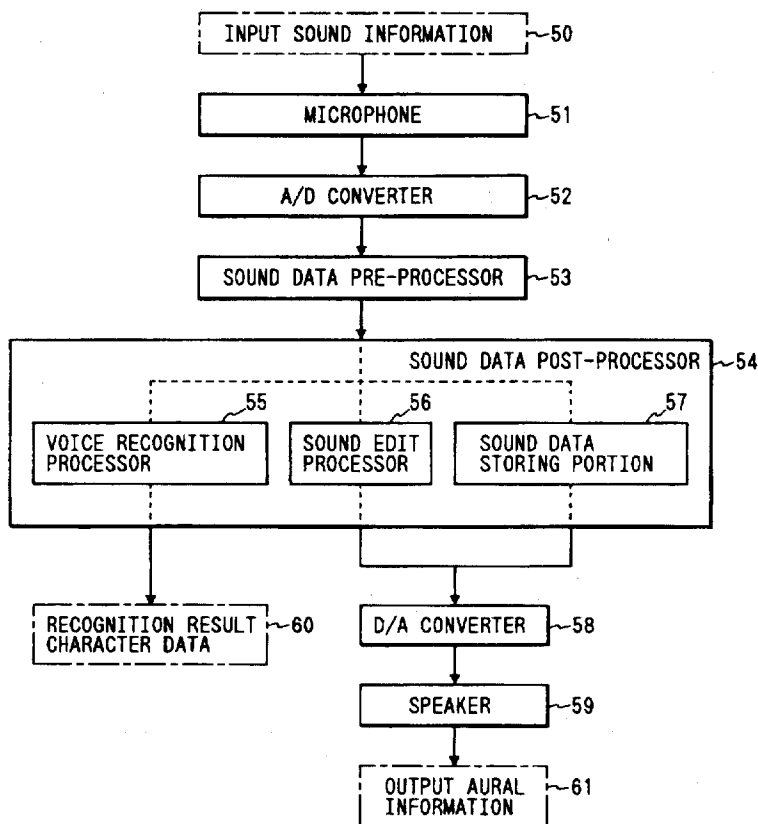 INPUT SOUND INFORMATION 50
MICROPHONE 51
A/D CONVERTER 52
SOUND DATA PRE-PROCESSOR 53
SOUND DATA POST-PROCESSOR 54
55 56 57
VOICE RECOGNITION
PROCESSOR
SOUND EDIT
PROCESSOR
SOUND DATA
STORING PORTION
RECOGNITION RESULT
CHARACTER DATA
60
D/A CONVERTER 58
SPEAKER 59
OUTPUT AURAL
INFORMATION
61